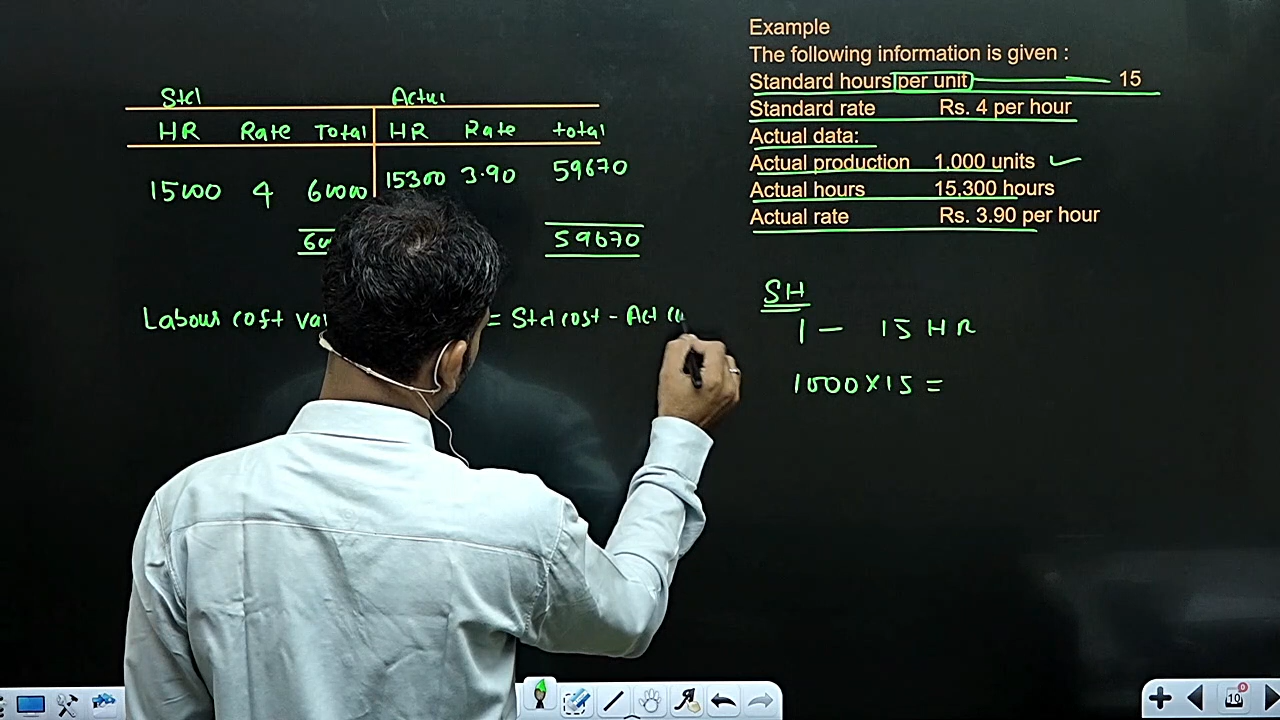 Example
The following information is given :
Standard hours per unit 15
Standard rate Rs. 4 per hour
Actual data:
Actual production 1.000 units
Actual hours 15.300 hours
Actual rate Rs. 3.90 per hour
Std Actul
HR Rate Total HR Rate total
15000 4 60000 15300 3.90 59670
59670
Labour cost = Std cost - Act
SH
1 - 15 HR
1000X15 =
10